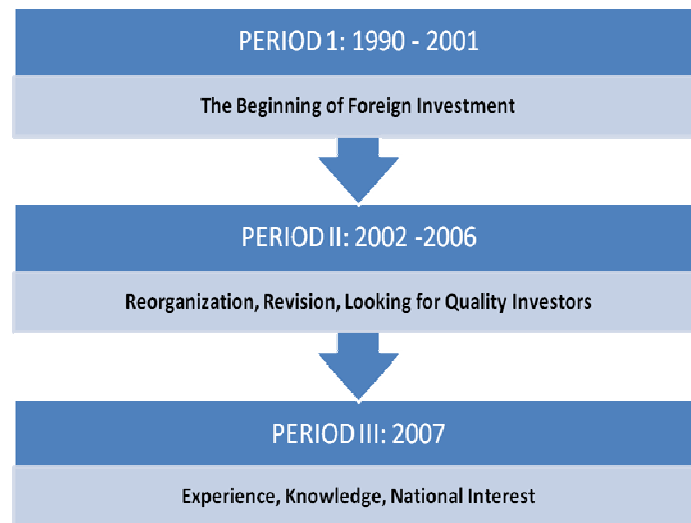 PERIOD 1: 1990 - 2001
The Beginning of Foreign Investment
PERIOD II: 2002 -2006
Reorganization, Revision, Looking for Quality Investors
PERIOD III: 2007
Experience, Knowledge, National Interest